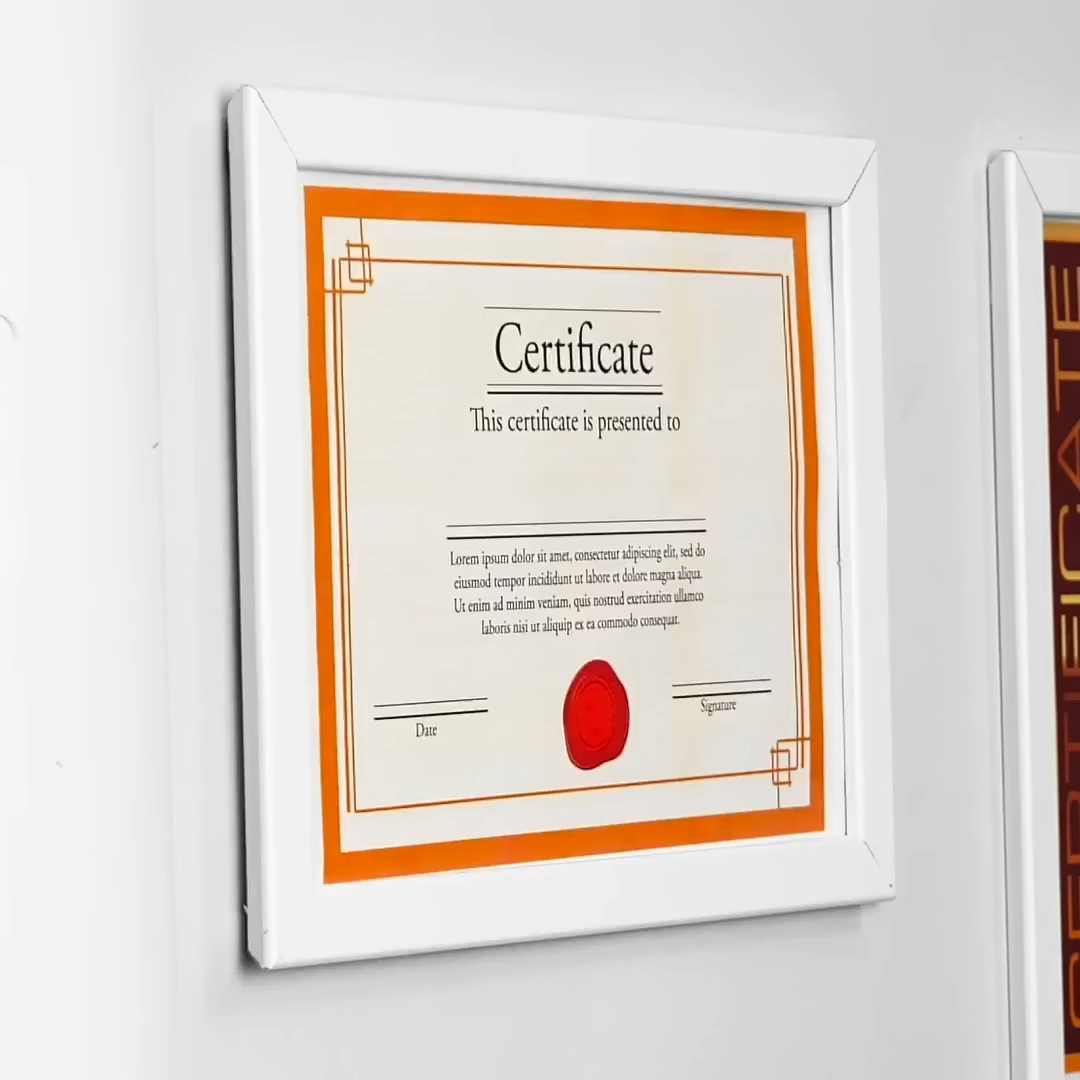 Certificate
This certificate is presented to
Lorem ipsum dolor sit amet, consectetur adipiscing elit, sed do
eiusmod tempor incididunt ut labore et dolore magna aliqua.
Ut enim ad minim veniam, quis nostrud exercitation ullamco
laboris nisi ut aliquip ex ea commodo consequat.
Date
Signature
CERTIFICATE